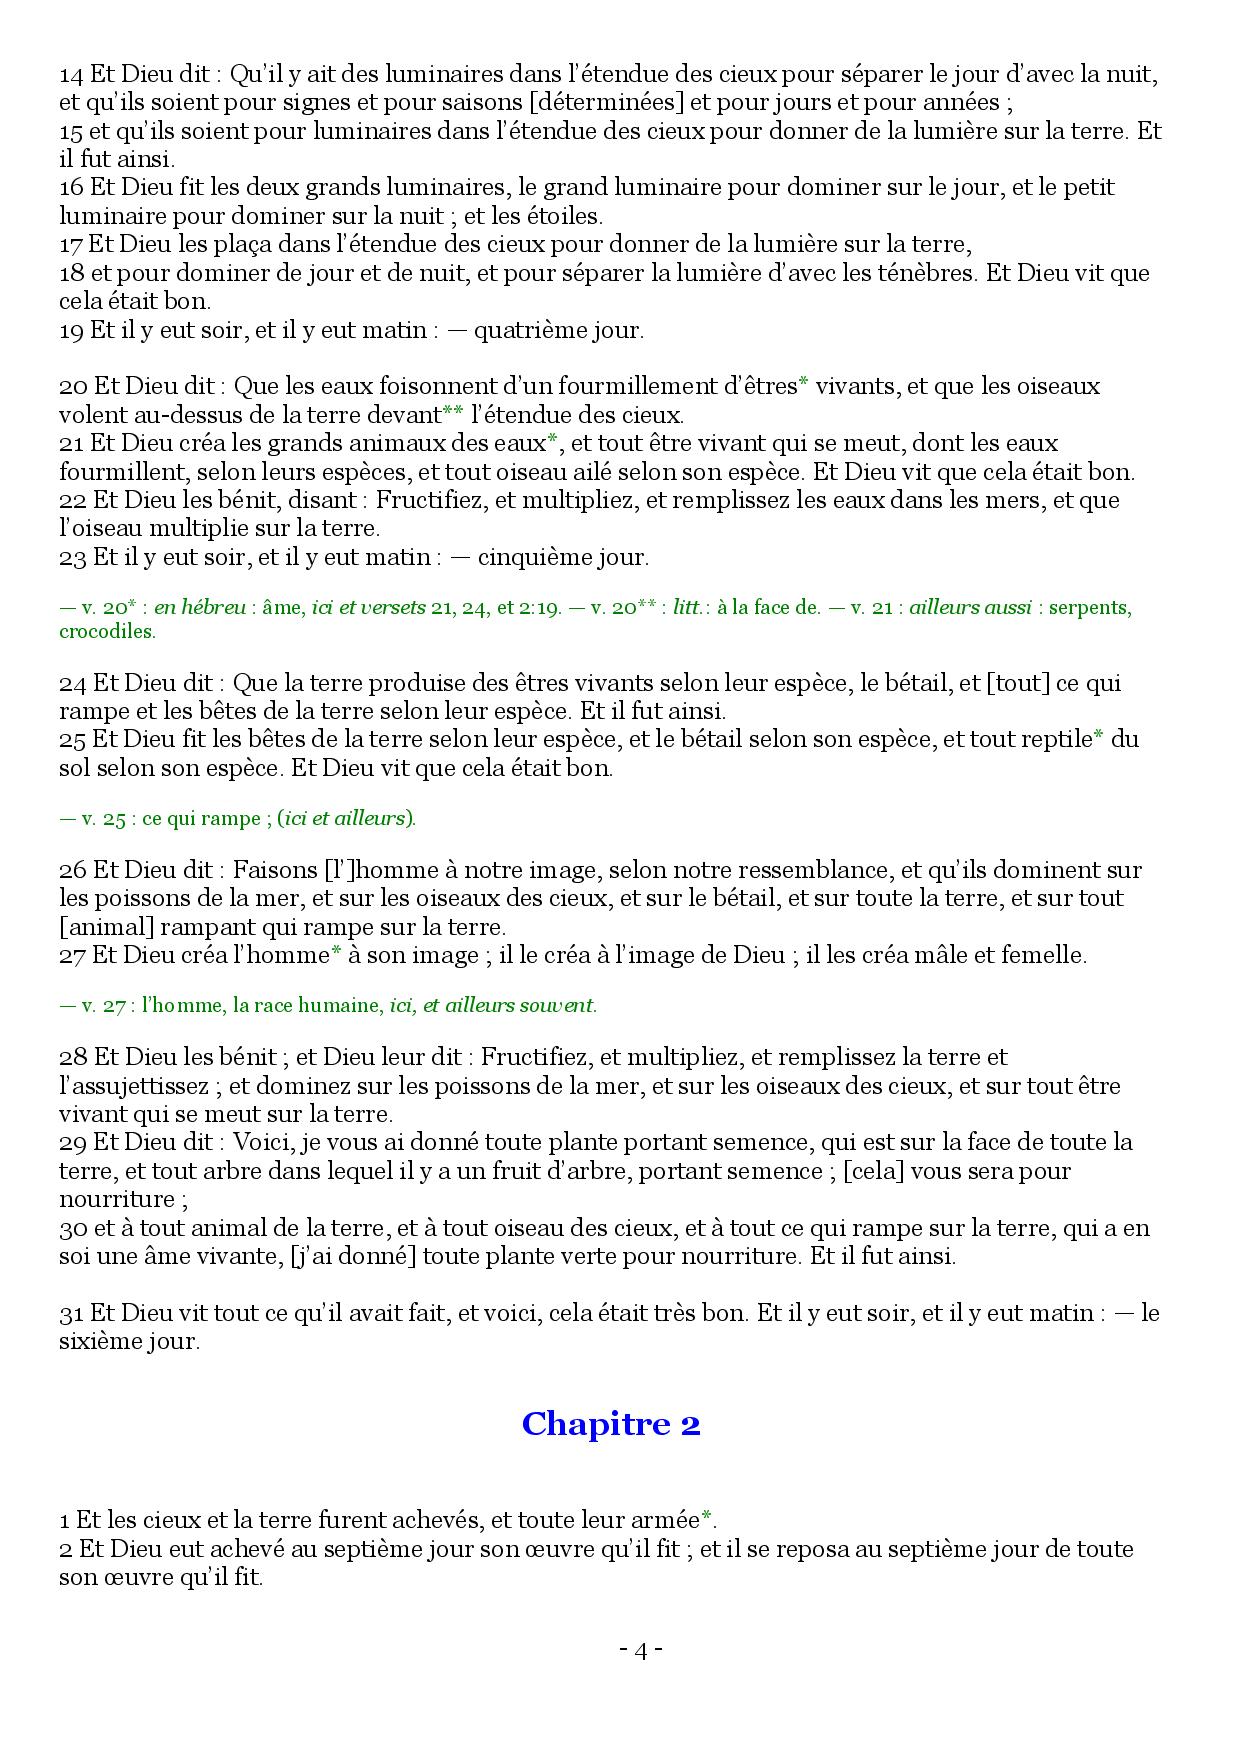 14 Et Dieu dit : Qu’il y ait des luminaires dans l’étendue des cieux pour séparer le jour d’avec la nuit,
et qu’ils soient pour signes et pour saisons [déterminées] et pour jours et pour années ;
15 et qu’ils soient pour luminaires dans l’étendue des cieux pour donner de la lumière sur la terre. Et
il fut ainsi.
16 Et Dieu fit les deux grands luminaires, le grand luminaire pour dominer sur le jour, et le petit
luminaire pour dominer sur la nuit ; et les étoiles.
17 Et Dieu les plaça dans l’étendue des cieux pour donner de la lumière sur la terre,
18 et pour dominer de jour et de nuit, et pour séparer la lumière d’avec les ténèbres. Et Dieu vit que
cela était bon.
19 Et il y eut soir, et il y eut matin : — quatrième jour.
20 Et Dieu dit : Que les eaux foisonnent d’un fourmillement d’êtres* vivants, et que les oiseaux
volent au-dessus de la terre devant** l’étendue des cieux.
21 Et Dieu créa les grands animaux des eaux*, et tout être vivant qui se meut, dont les eaux
fourmillent, selon leurs espèces, et tout oiseau ailé selon son espèce. Et Dieu vit que cela était bon.
22 Et Dieu les bénit, disant : Fructifiez, et multipliez, et remplissez les eaux dans les mers, et que
l’oiseau multiplie sur la terre.
23 Et il y eut soir, et il y eut matin : — cinquième jour.
— v. 20* : en hébreu : âme, ici et versets 21, 24, et 2:19. — v. 20** : litt.: à la face de. — v. 21 : ailleurs aussi : serpents,
crocodiles.
24 Et Dieu dit : Que la terre produise des êtres vivants selon leur espèce, le bétail, et [tout] ce qui
rampe et les bêtes de la terre selon leur espèce. Et il fut ainsi.
25 Et Dieu fit les bêtes de la terre selon leur espèce, et le bétail selon son espèce, et tout reptile* du
sol selon son espèce. Et Dieu vit que cela était bon.
— v. 25 : ce qui rampe ; (ici et ailleurs).
26 Et Dieu dit : Faisons [l’]homme à notre image, selon notre ressemblance, et qu’ils dominent sur
les poissons de la mer, et sur les oiseaux des cieux, et sur le bétail, et sur toute la terre, et sur tout
[animal] rampant qui rampe sur la terre.
27 Et Dieu créa l’homme* à son image ; il le créa à l’image de Dieu ; il les créa mâle et femelle.
— v. 27 : l’homme, la race humaine, ici, et ailleurs souvent.
28 Et Dieu les bénit ; et Dieu leur dit : Fructifiez, et multipliez, et remplissez la terre et
l’assujettissez ; et dominez sur les poissons de la mer, et sur les oiseaux des cieux, et sur tout être
vivant qui se meut sur la terre.
29 Et Dieu dit : Voici, je vous ai donné toute plante portant semence, qui est sur la face de toute la
terre, et tout arbre dans lequel il y a un fruit d’arbre, portant semence ; [cela] vous sera pour
nourriture ;
30 et à tout animal de la terre, et à tout oiseau des cieux, et à tout ce qui rampe sur la terre, qui a en
soi une âme vivante, [j’ai donné] toute plante verte pour nourriture. Et il fut ainsi.
31 Et Dieu vit tout ce qu’il avait fait, et voici, cela était très bon. Et il y eut soir, et il y eut matin : — le
sixième jour.
Chapitre 2
1 Et les cieux et la terre furent achevés, et toute leur armée*.
2 Et Dieu eut achevé au septième jour son œuvre qu’il fit ; et il se reposa au septième jour de toute
son œuvre qu’il fit.
- 4 -